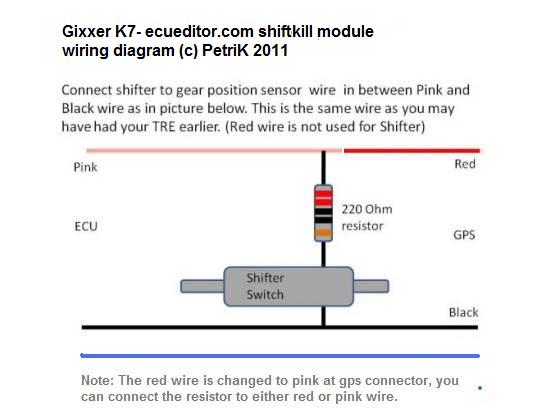 Gixxer K7- ecueditor.com shiftkill module
wiring diagram (c) PetriK 2011
Connect shifter to gear position sensor wire in between Pink and
Black wire as in picture below. This is the same wire as you may
have had your TRE earlier. (Red wire is not used for Shifter)
Pink
Red
220 Ohm
resistor
ECU
GPS
Shifter
Switch
Black
Note: The red wire is changed to pink at gps connector, you
can connect the resistor to either red or pink wire.